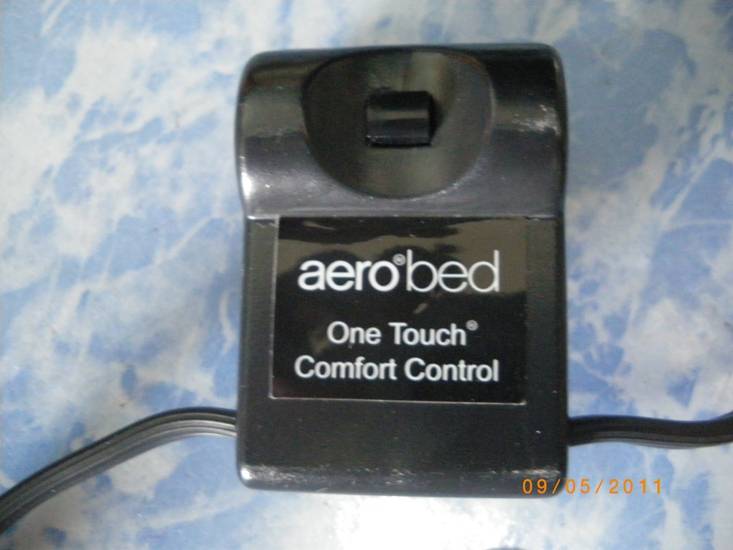 aero®bed
One Touch®
Comfort Control
09/05/2011